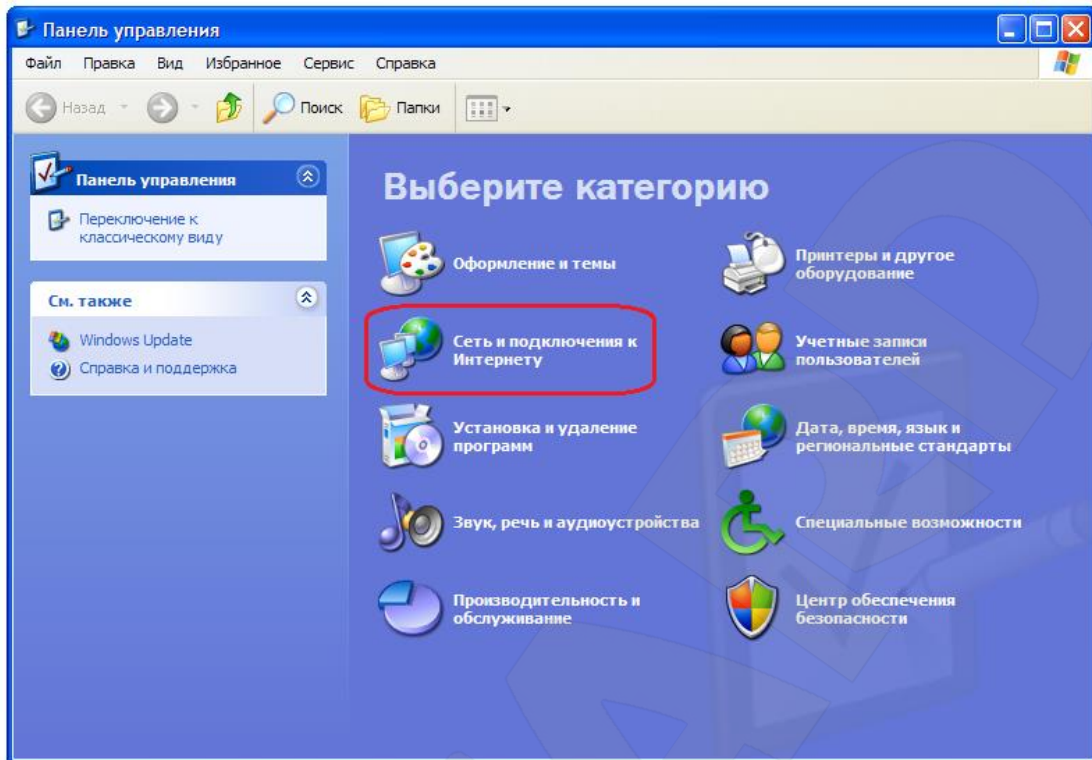 Панель управления
Файл Правка Вид Избранное Сервис Справка
Назад Поиск Папки
Панель управления
Переключение к
классическому виду
См. также
Windows Update
Справка и поддержка
Выберите категорию
Оформление и темы
Принтеры и другое
оборудование
Сеть и подключения к
Интернету
Учетные записи
пользователей
Установка и удаление
программ
Дата, время, язык и
региональные стандарты
Звук, речь и аудиоустройства
Специальные возможности
Производительность и
обслуживание
Центр обеспечения
безопасности